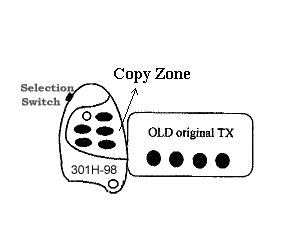 Copy Zone
Selection
Switch
OLD original TX
301H-98